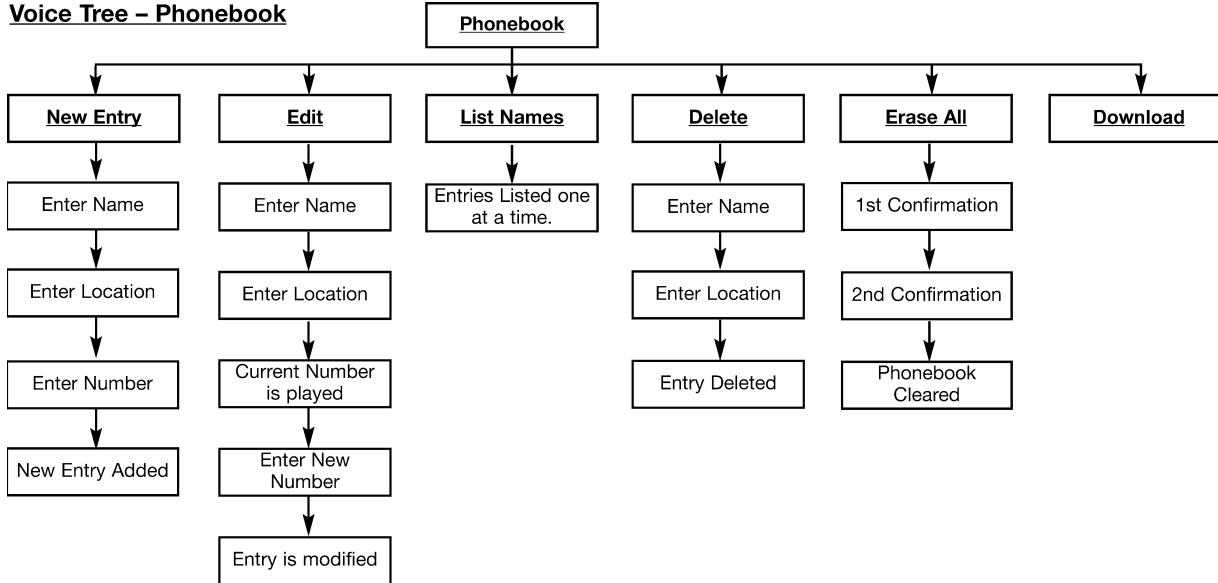 Voice Tree – Phonebook
Phonebook
New Entry
Enter Name
Enter Location
Enter Number
New Entry Added
Edit
Enter Name
Enter Location
Current Number
is played
Enter New
Number
Entry is modified
List Names
Entries Listed one
at a time.
Delete
Enter Name
Enter Location
Entry Deleted
Erase All
1st Confirmation
2nd Confirmation
Phonebook
Cleared
Download